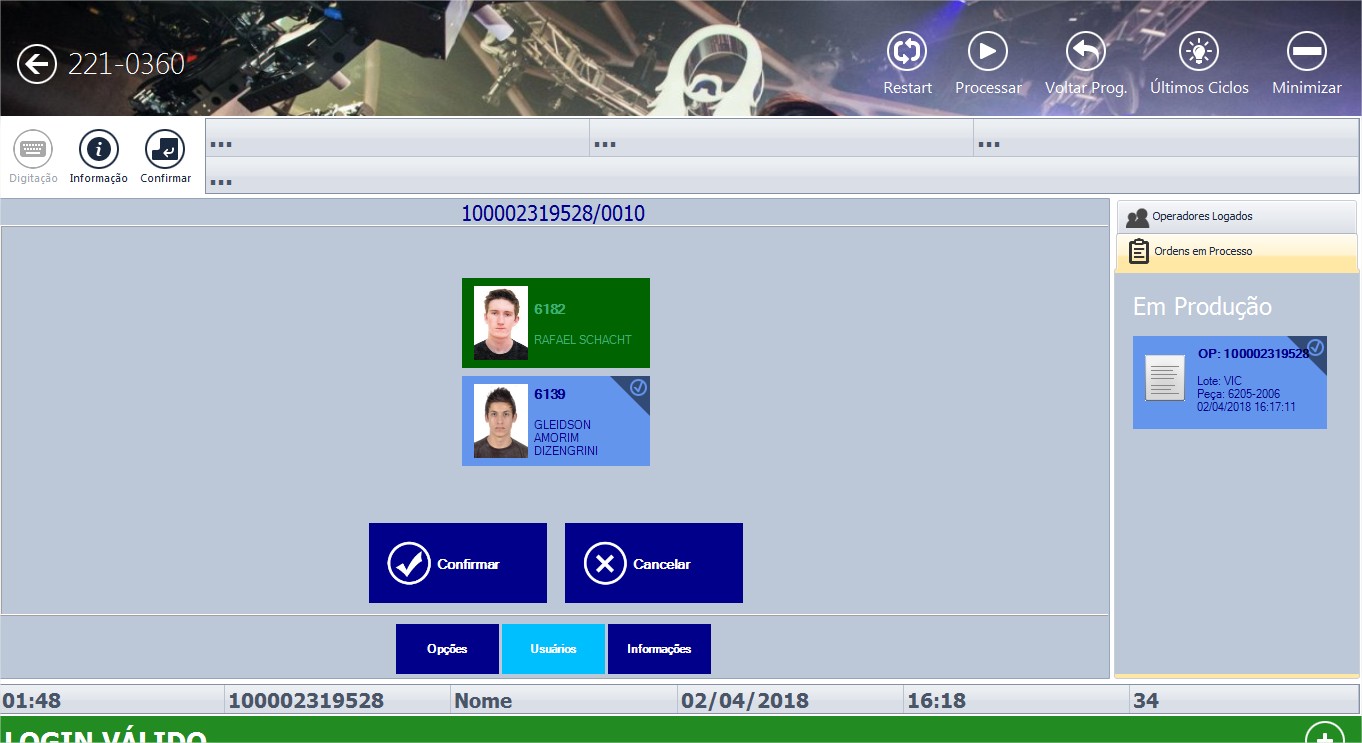 221-0360
Restart
Processar
Voltar Prog.
Últimos Ciclos
Minimizar
Digitação
Informação
Confirmar
...
...
...
...
100002319528/0010
6182
RAFAEL SCHACHT
6139
GLEIDSON
AMORIM
DIZENGRINI
Confirmar
Cancelar
Opções
Usuários
Informações
Operadores Logados
Ordens em Processo
Em Produção
OP: 100002319528
Lote: VIC
Peça: 6205-2006
02/04/2018 16:17:11
01:48
100002319528
Nome
02/04/2018
16:18
34
LOGIN VÁLIDO